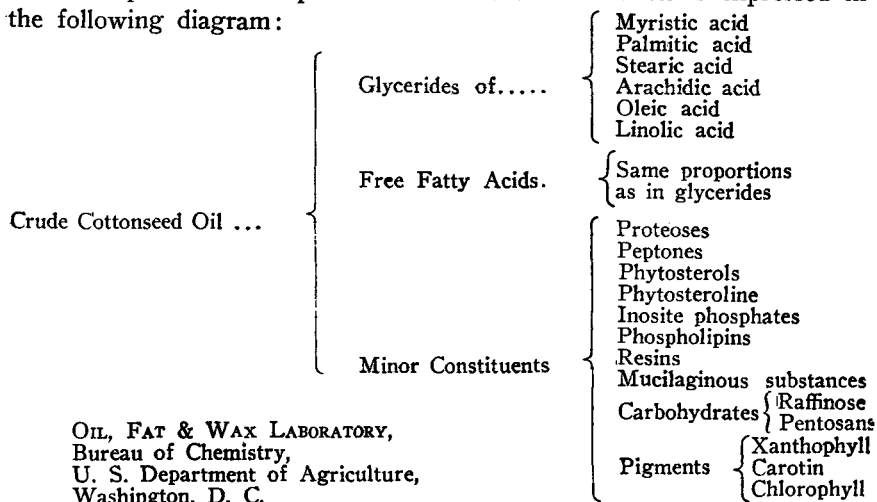 the following diagram:
Glycerides of.....
Myristic acid
Palmitic acid
Stearic acid
Arachidic acid
Oleic acid
Linolic acid
Free Fatty Acids.
Same proportions
as in glycerides
Crude Cottonseed Oil ...
Minor Constituents
Proteoses
Peptones
Phytosterols
Phytosteroline
Inosite phosphates
Phospholipins
Resins
Mucilaginous substances
Carbohydrates
Raffinose
Pentosans
Pigments
Xanthophyll
Carotin
Chlorophyll
OIL, FAT & WAX LABORATORY,
Bureau of Chemistry,
U. S. Department of Agriculture,
Washington, D. C.